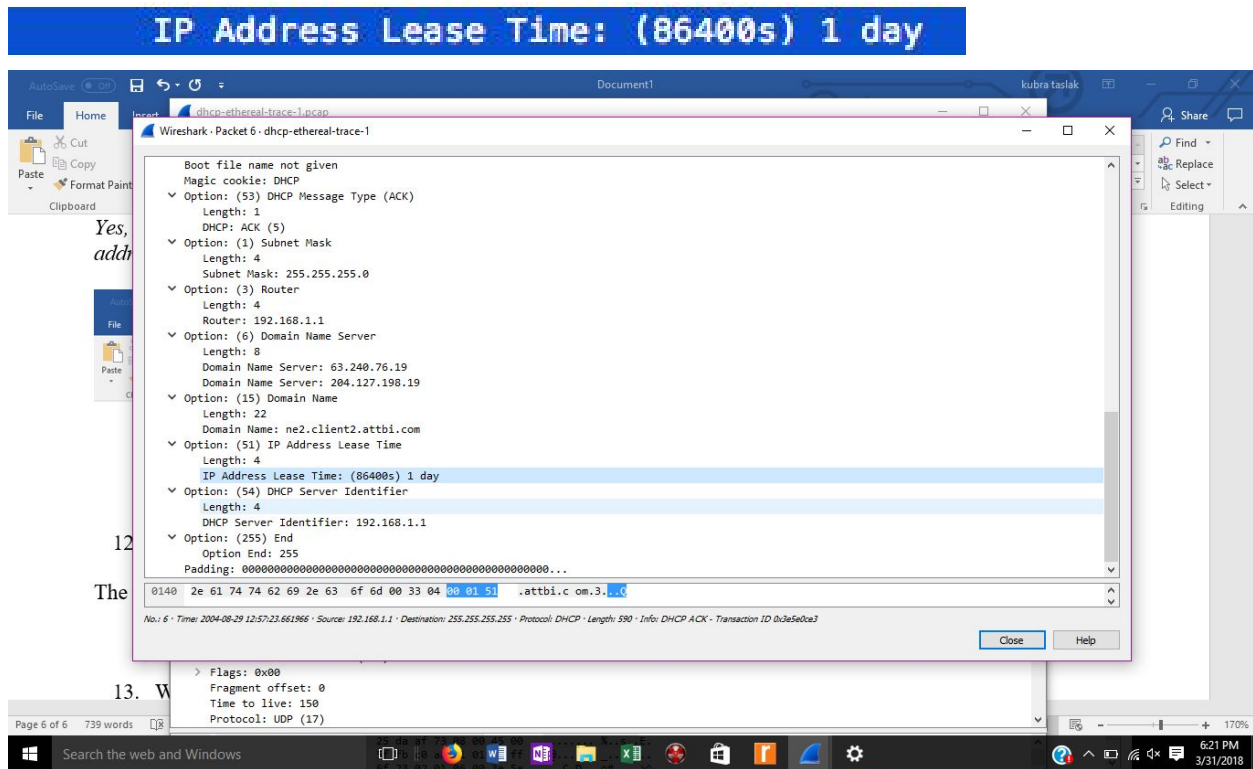 IP Address Lease Time: (86400s) 1 day
AutoSave Off
Document1
kubra taslak
File Home Insert
dhcp-ethereal-trace-1.pcap
Share
Wireshark · Packet 6 · dhcp-ethereal-trace-1
Cut
Copy
Paste
Format Paint
Clipboard
Find
Replace
Select
Editing
Yes,
addr
File
Paste
12
The
13. W
Boot file name not given
Magic cookie: DHCP
Option: (53) DHCP Message Type (ACK)
Length: 1
DHCP: ACK (5)
Option: (1) Subnet Mask
Length: 4
Subnet Mask: 255.255.255.0
Option: (3) Router
Length: 4
Router: 192.168.1.1
Option: (6) Domain Name Server
Length: 8
Domain Name Server: 63.240.76.19
Domain Name Server: 204.127.198.19
Option: (15) Domain Name
Length: 22
Domain Name: ne2.client2.attbi.com
Option: (51) IP Address Lease Time
Length: 4
IP Address Lease Time: (86400s) 1 day
Option: (54) DHCP Server Identifier
Length: 4
DHCP Server Identifier: 192.168.1.1
Option: (255) End
Option End: 255
Padding: 000000000000000000000000000000000000000000000000...
0140 2e 61 74 74 62 69 2e 63 6f 6d 00 33 04 00 01 51 .attbi.c om.3...Q
No.: 6 · Time: 2004-08-29 12:57:23.661966 · Source: 192.168.1.1 · Destination: 255.255.255.255 · Protocol: DHCP · Length: 590 · Info: DHCP ACK - Transaction ID 0x3e5e0ce3
Close Help
Flags: 0x00
Fragment offset: 0
Time to live: 150
Protocol: UDP (17)
Page 6 of 6 739 words
170%
Search the web and Windows
6:21 PM
3/31/2018